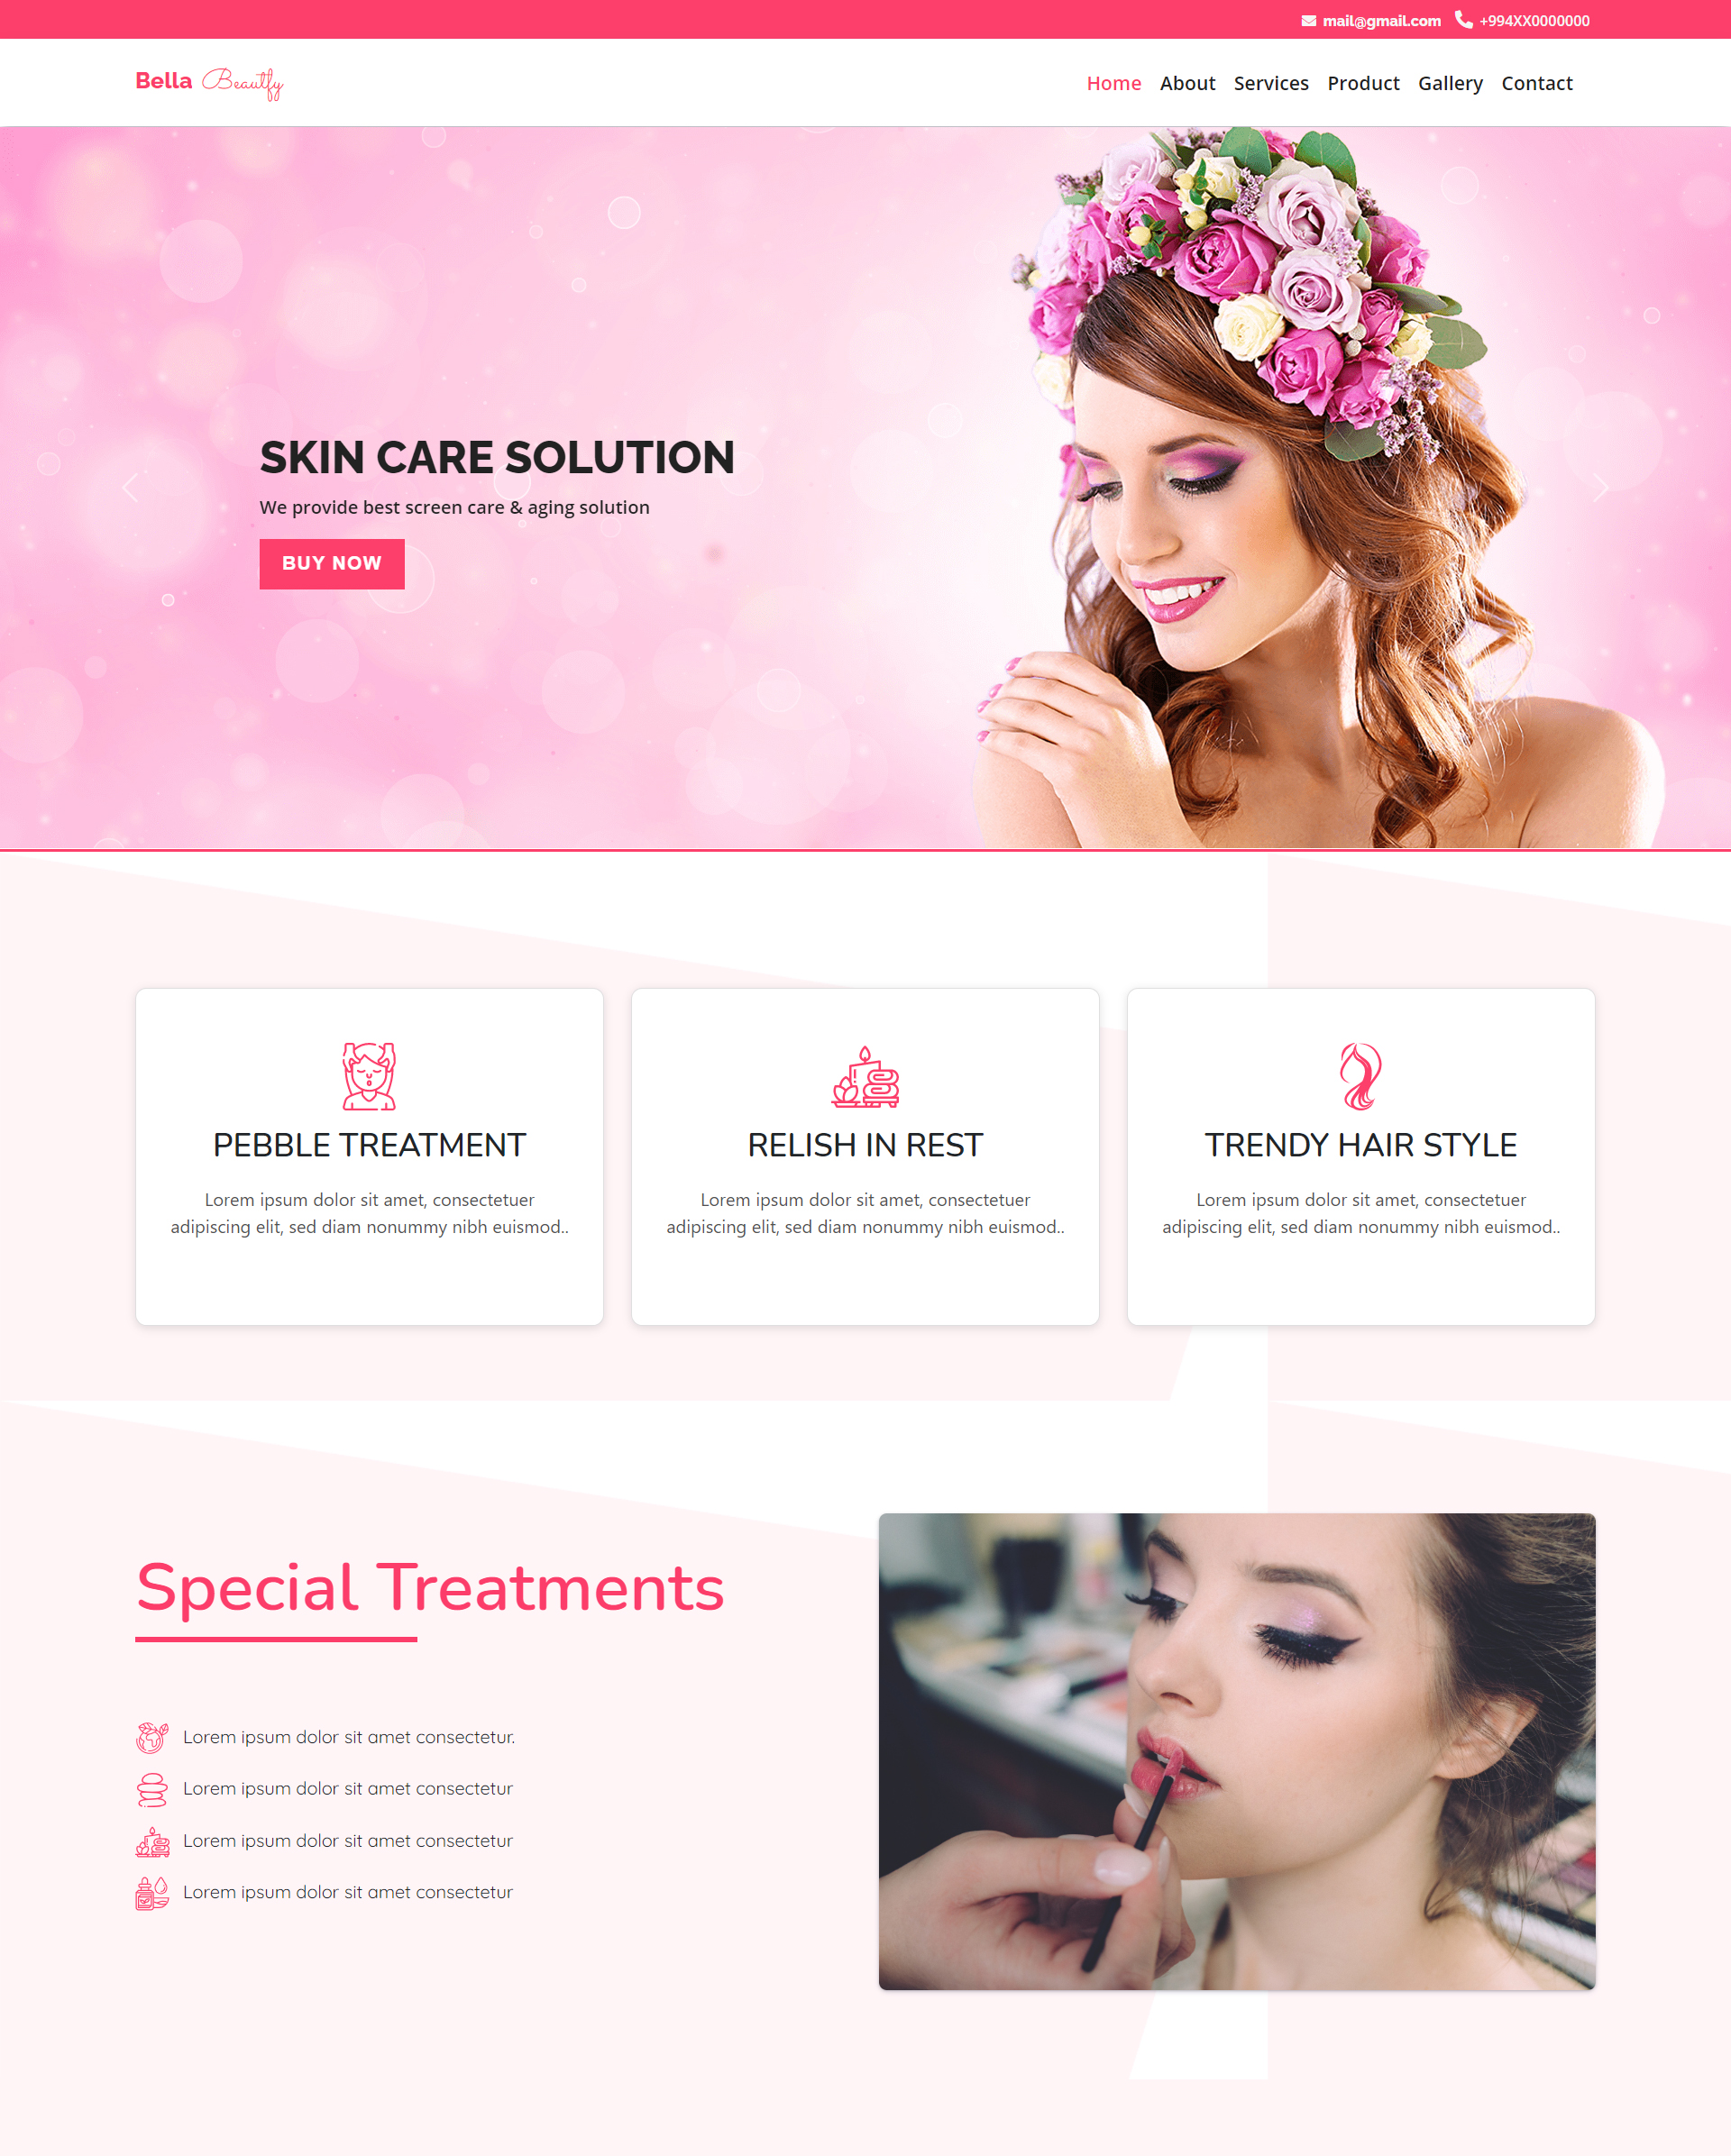 mail@gmail.com +994XX0000000
Bella Beautfy
Home About Services Product Gallery Contact
SKIN CARE SOLUTION
We provide best screen care & aging solution
BUY NOW
PEBBLE TREATMENT
Lorem ipsum dolor sit amet, consectetuer
adipiscing elit, sed diam nonummy nibh euismod..
RELISH IN REST
Lorem ipsum dolor sit amet, consectetuer
adipiscing elit, sed diam nonummy nibh euismod..
TRENDY HAIR STYLE
Lorem ipsum dolor sit amet, consectetuer
adipiscing elit, sed diam nonummy nibh euismod..
Special Treatments
Lorem ipsum dolor sit amet consectetur.
Lorem ipsum dolor sit amet consectetur
Lorem ipsum dolor sit amet consectetur
Lorem ipsum dolor sit amet consectetur